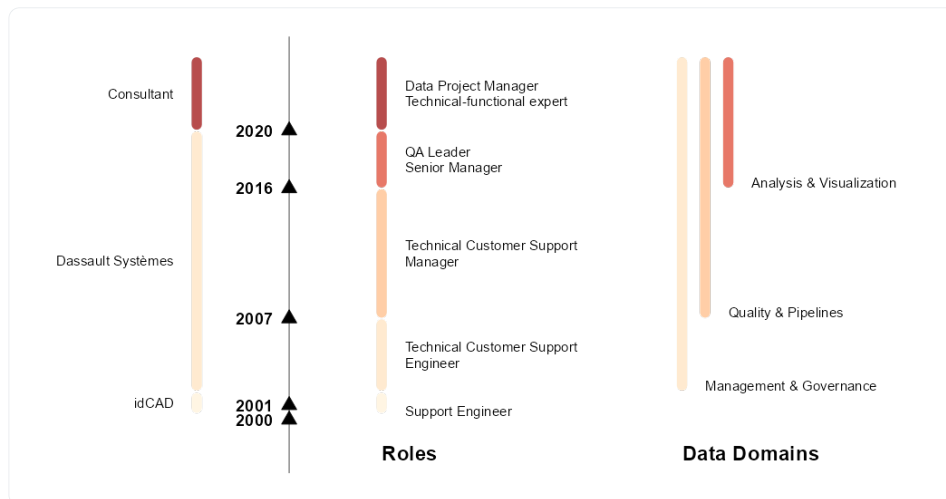 Consultant
Data Project Manager
Technical-functional expert
2020
QA Leader
Senior Manager
2016
Analysis & Visualization
Dassault Systèmes
Technical Customer Support
Manager
2007
Quality & Pipelines
Technical Customer Support
Engineer
Management & Governance
idCAD
2001
Support Engineer
2000
Roles
Data Domains